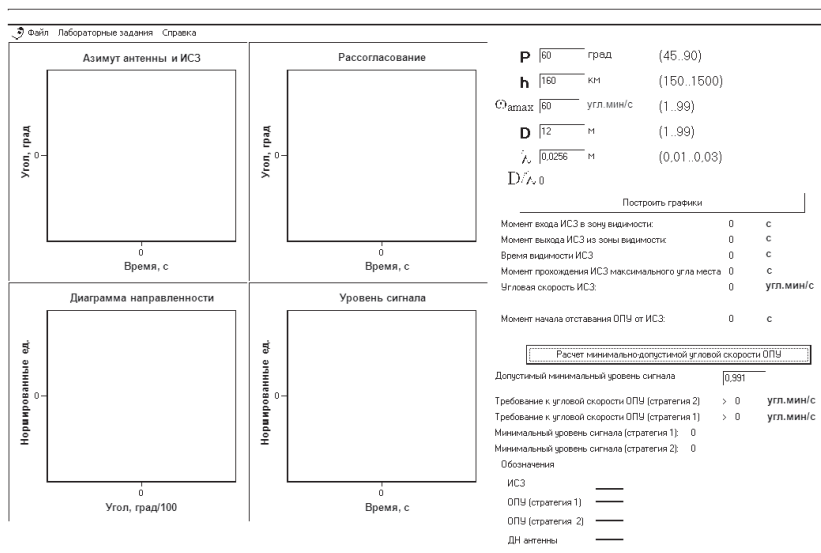 Файл Лабораторные задания Справка
Азимут антенны и ИСЗ
Угол, град
0
0
Время, с
Рассогласование
Угол, град
0
0
Время, с
Диаграмма направленности
Нормированные ед.
0
0
Угол, град/100
Уровень сигнала
Нормированные ед.
0
0
Время, с
P 60 град (45..90)
h 160 км (150..1500)
ωamax 60 угл.мин/с (1..99)
D 12 м (1..99)
λ 0,0256 м (0,01..0,03)
D/λ 0
Построить графики
Момент входа ИСЗ в зону видимости: 0 с
Момент выхода ИСЗ из зоны видимости: 0 с
Время видимости ИСЗ 0 с
Момент прохождения ИСЗ максимального угла места 0 с
Угловая скорость ИСЗ: 0 угл.мин/с
Момент начала отставания ОПУ от ИСЗ: 0 с
Расчет минимально-допустимой угловой скорости ОПУ
Допустимый минимальный уровень сигнала 0,991
Требование к угловой скорости ОПУ (стратегия 2) > 0 угл.мин/с
Требование к угловой скорости ОПУ (стратегия 1) > 0 угл.мин/с
Минимальный уровень сигнала (стратегия 1): 0
Минимальный уровень сигнала (стратегия 2): 0
Обозначения
ИСЗ
ОПУ (стратегия 1)
ОПУ (стратегия 2)
ДН антенны